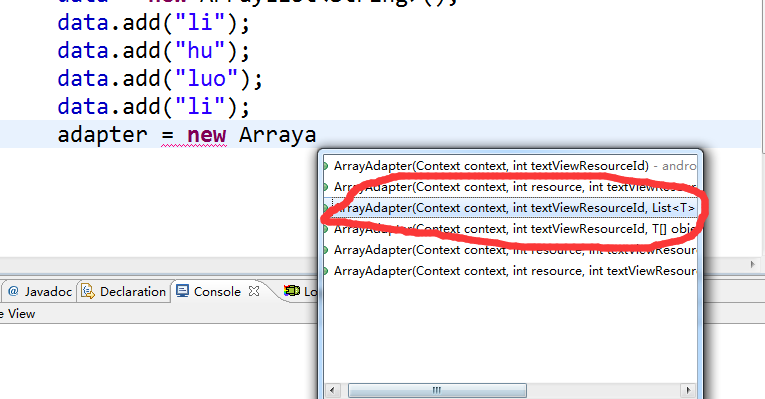 data.add("li");
data.add("hu");
data.add("luo");
data.add("li");
adapter = new Arraya
ArrayAdapter(Context context, int textViewResourceId) - andro
ArrayAdapter(Context context, int resource, int textViewResour
ArrayAdapter(Context context, int textViewResourceId, List<T>
ArrayAdapter(Context context, int textViewResourceId, T[] obje
ArrayAdapter(Context context, int resource, int textViewResour
ArrayAdapter(Context context, int resource, int textViewResour
@ Javadoc Declaration Console Lo
View